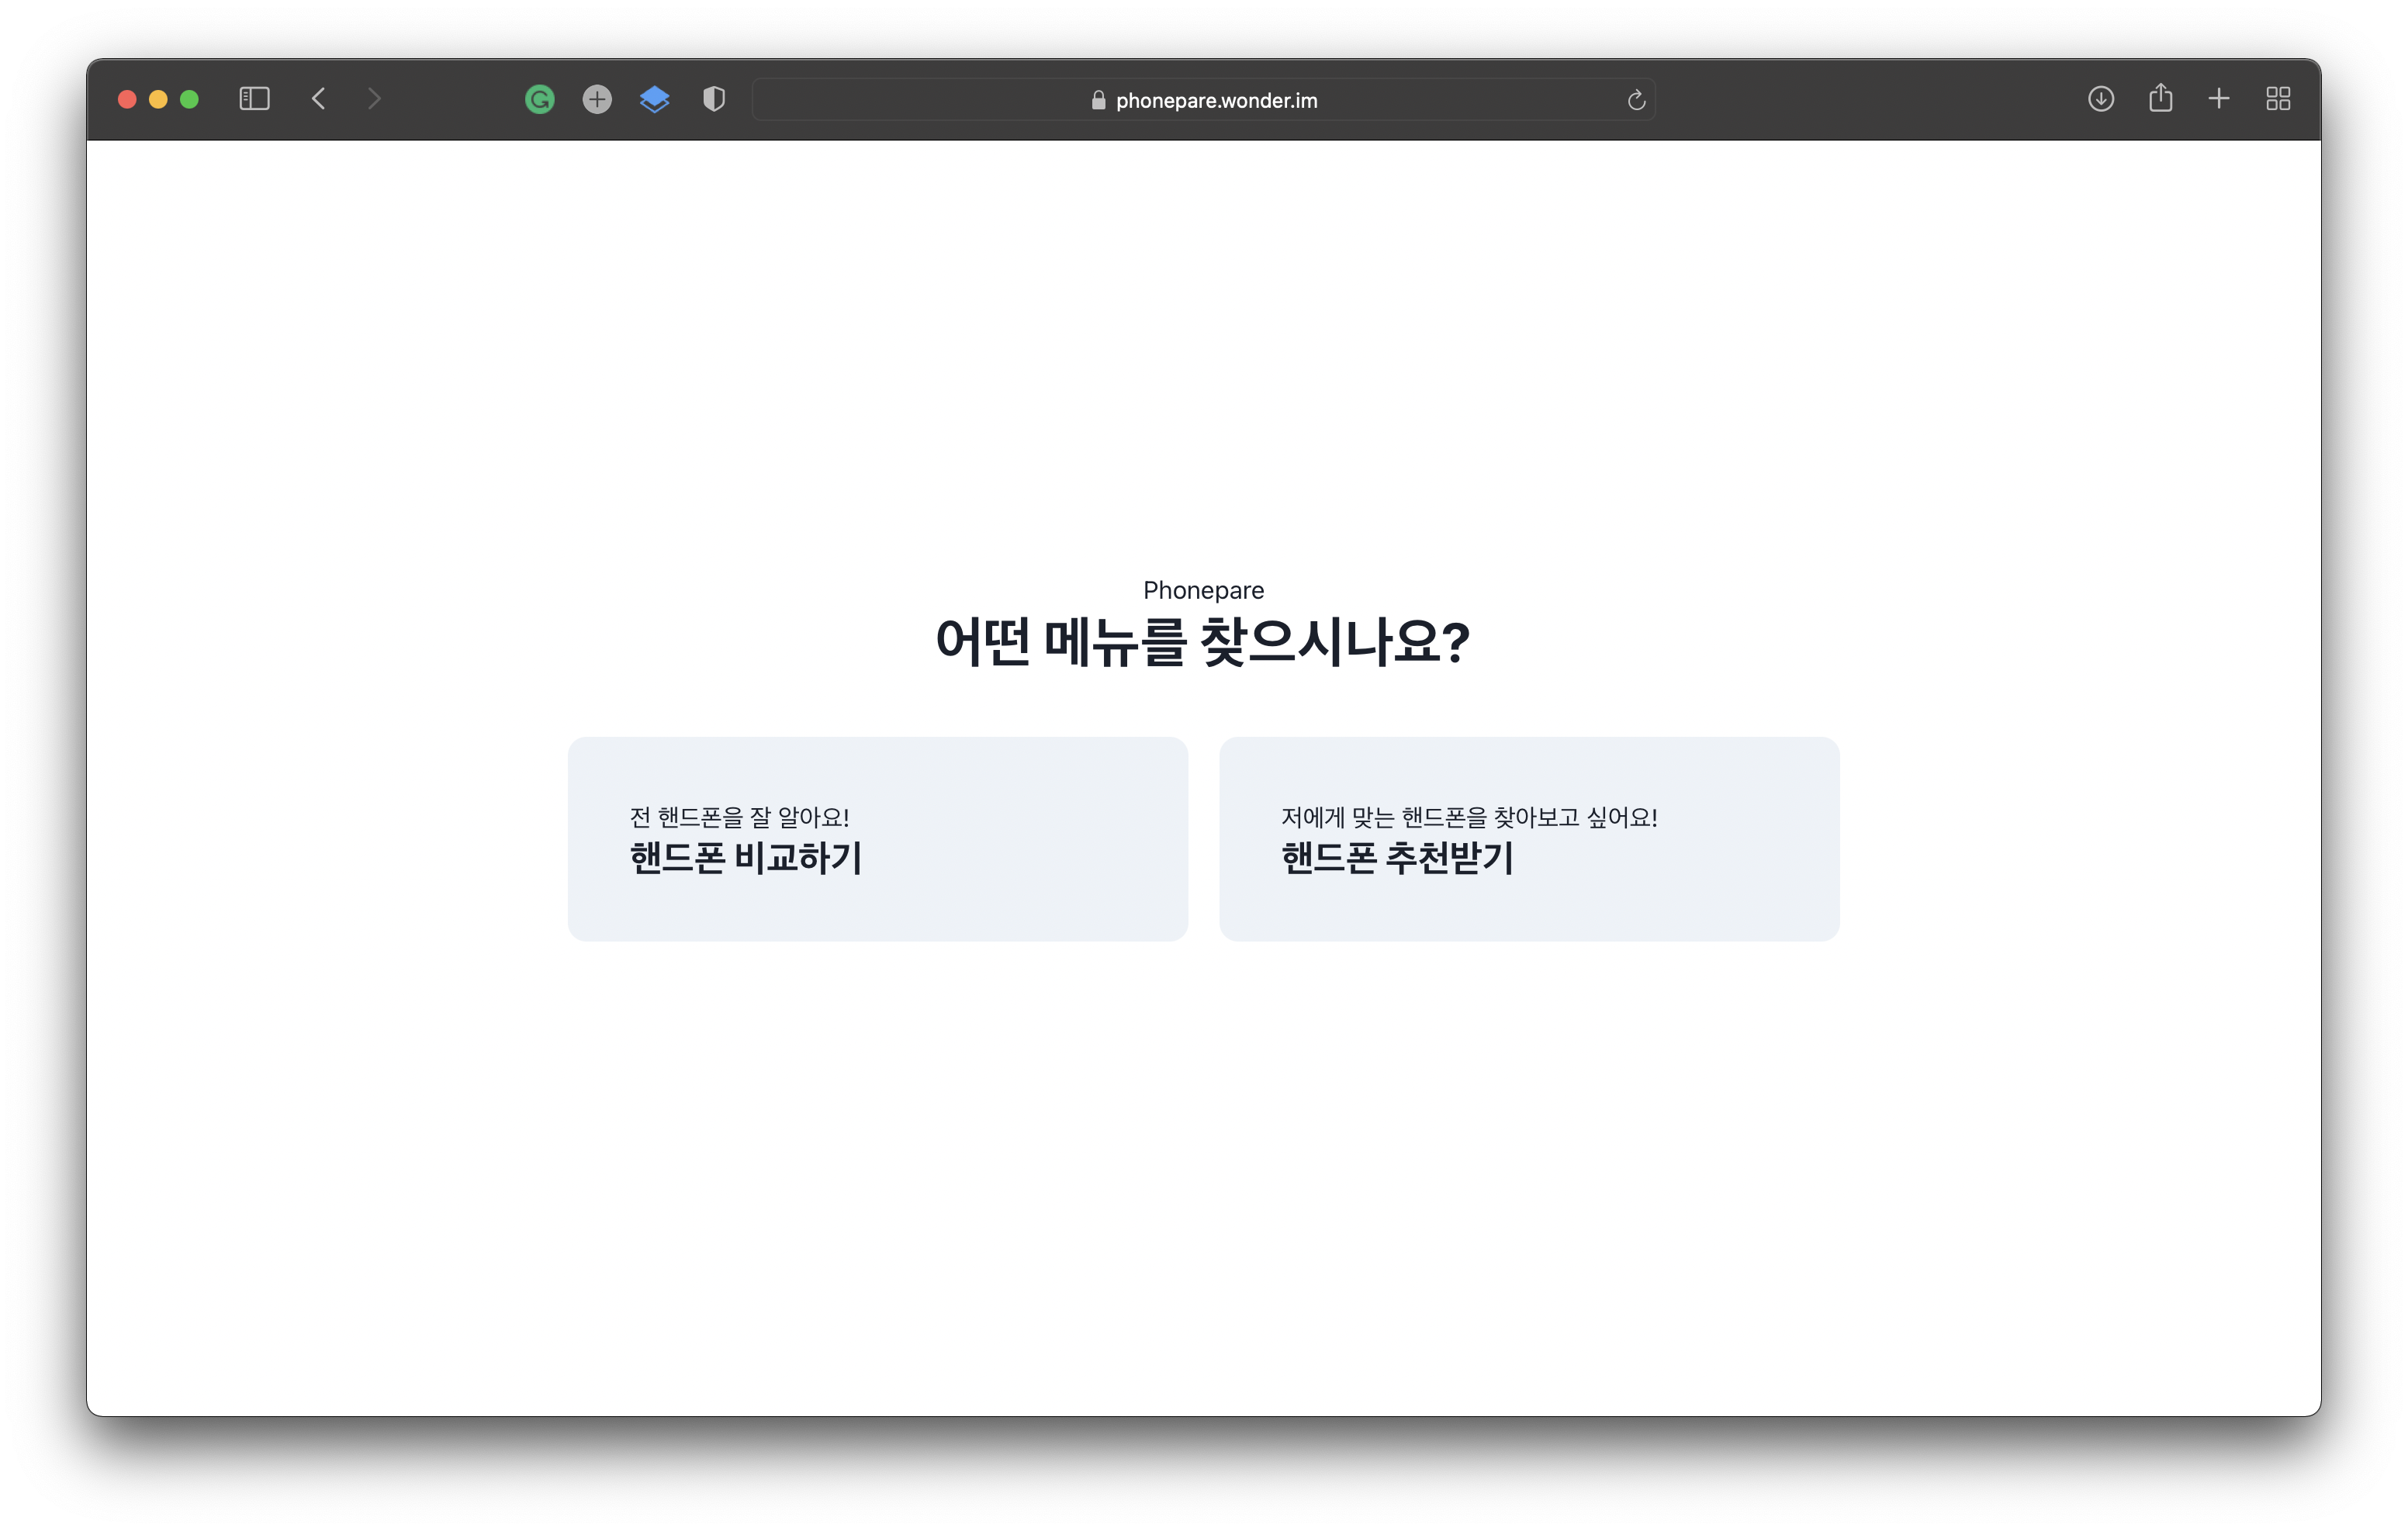 phonepare.wonder.im
Phonepare
어떤 메뉴를 찾으시나요?
전 핸드폰을 잘 알아요!
핸드폰 비교하기
저에게 맞는 핸드폰을 찾아보고 싶어요!
핸드폰 추천받기